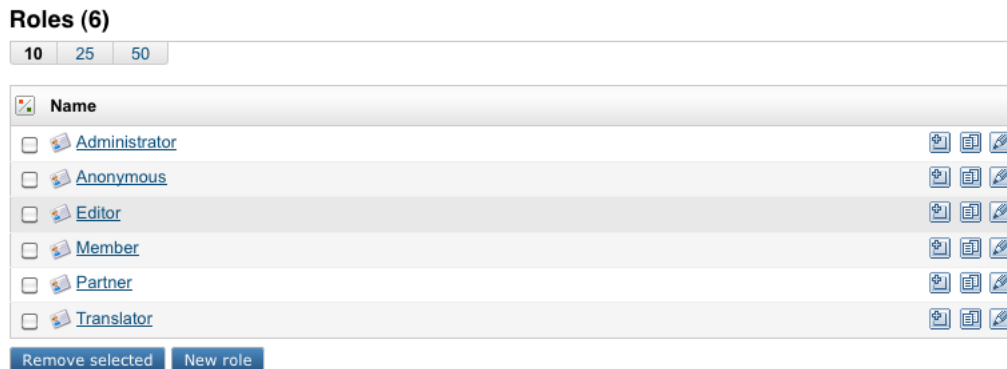 Roles (6)
10 25 50
Name
Administrator
Anonymous
Editor
Member
Partner
Translator
Remove selected New role